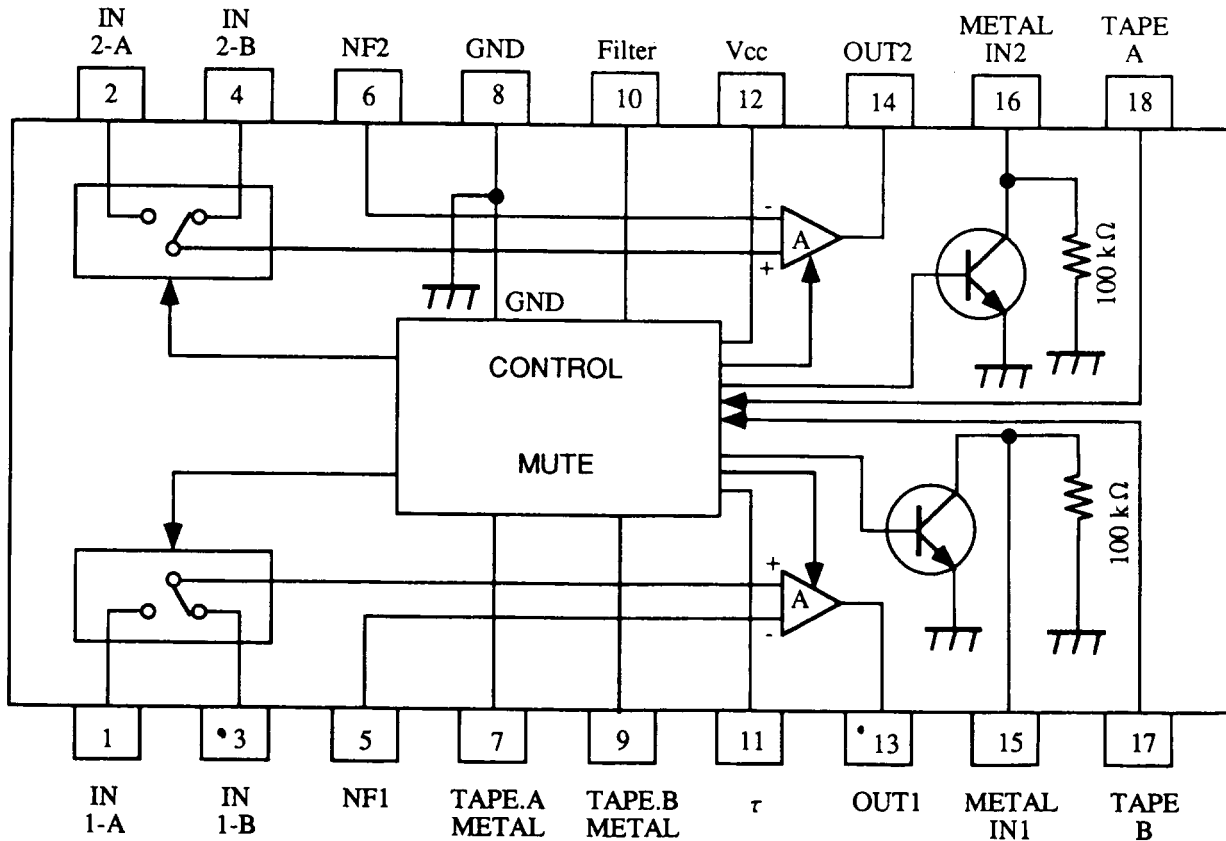 IN 2-A
IN 2-B
NF2
GND
Filter
Vcc
OUT2
METAL IN2
TAPE A
2
4
6
8
10
12
14
16
18
-
A
+
100 kΩ
GND
CONTROL
MUTE
+
A
-
100 kΩ
1
3
5
7
9
11
13
15
17
IN 1-A
IN 1-B
NF1
TAPE.A METAL
TAPE.B METAL
τ
OUT1
METAL IN1
TAPE B